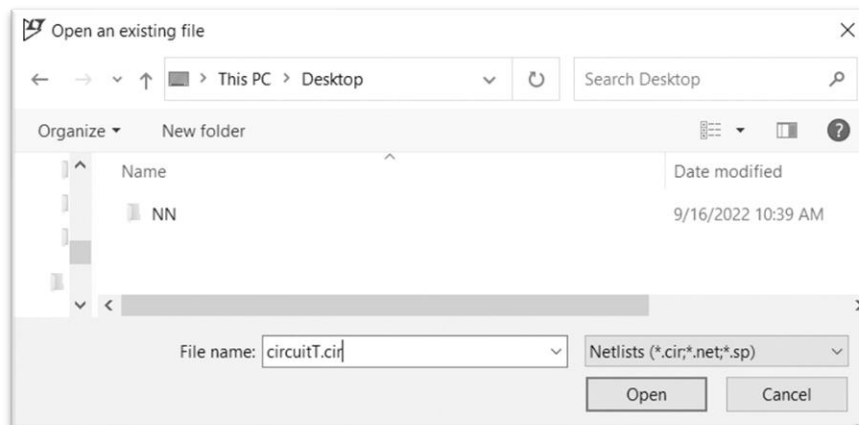 Open an existing file
This PC > Desktop
Search Desktop
Organize
New folder
Name
Date modified
NN
9/16/2022 10:39 AM
File name: circuitT.cir
Netlists (*.cir;*.net;*.sp)
Open
Cancel